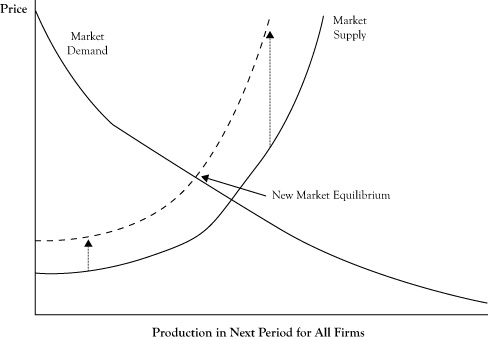 Price
Market
Demand
Market
Supply
New Market Equilibrium
Production in Next Period for All Firms